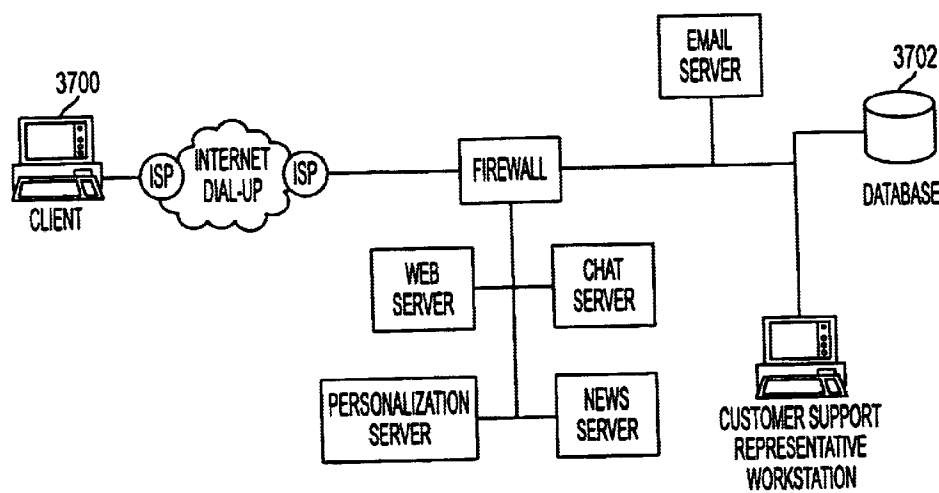 3700
CLIENT
ISP
INTERNET
DIAL-UP
ISP
FIREWALL
EMAIL
SERVER
3702
DATABASE
WEB
SERVER
CHAT
SERVER
PERSONALIZATION
SERVER
NEWS
SERVER
CUSTOMER SUPPORT
REPRESENTATIVE
WORKSTATION